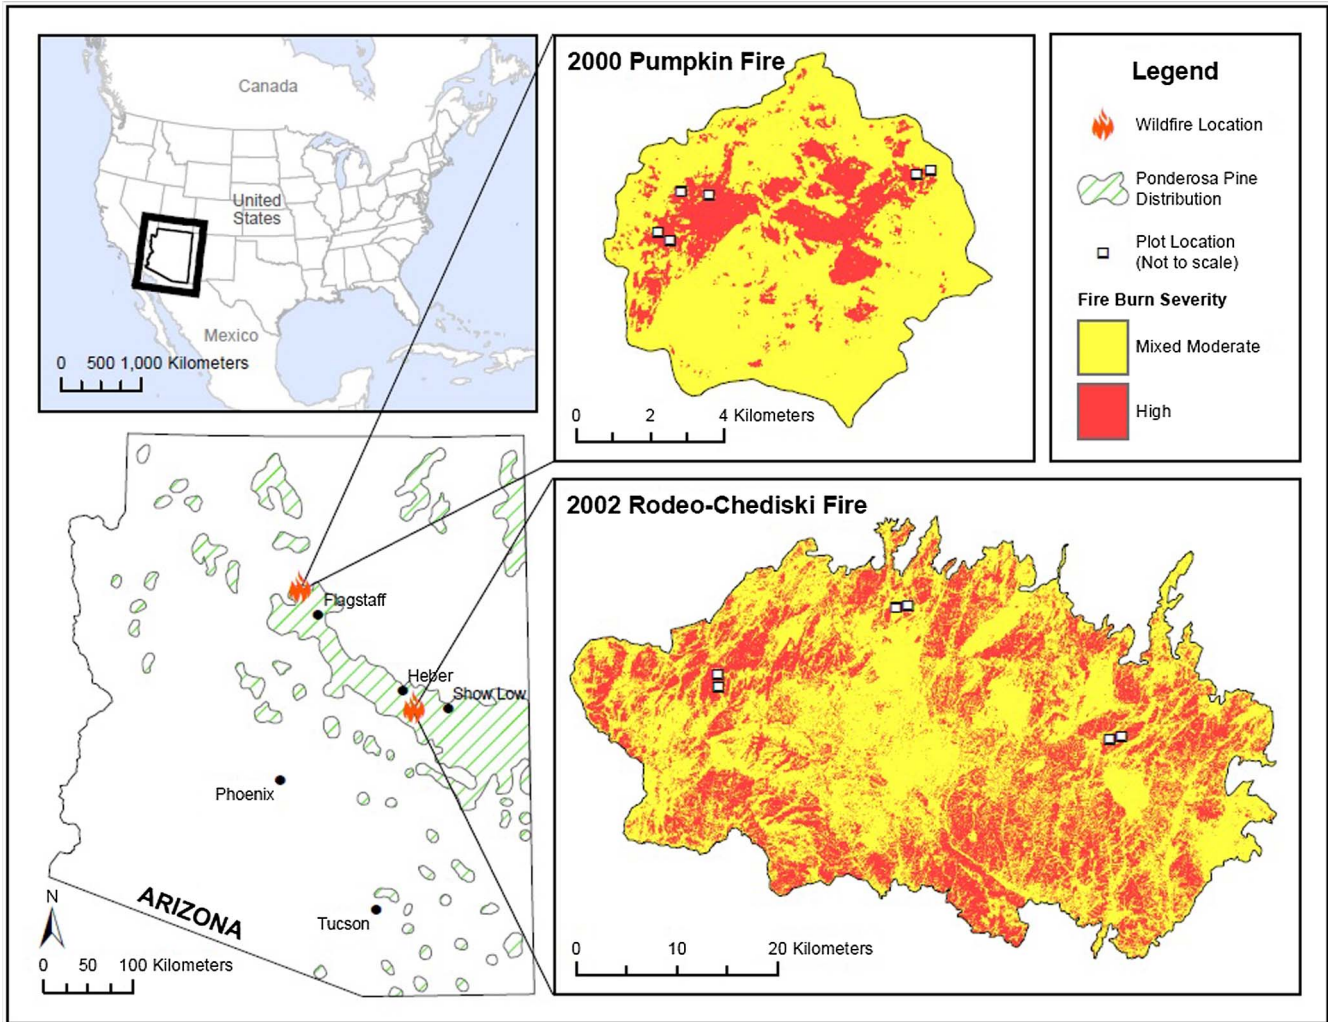 Canada
United
States
Mexico
0 500 1,000 Kilometers
2000 Pumpkin Fire
0 2 4 Kilometers
Legend
Wildfire Location
Ponderosa Pine
Distribution
Plot Location
(Not to scale)
Fire Burn Severity
Mixed Moderate
High
Flagstaff
Heber
Show Low
Phoenix
Tucson
ARIZONA
N
0 50 100 Kilometers
2002 Rodeo-Chediski Fire
0 10 20 Kilometers